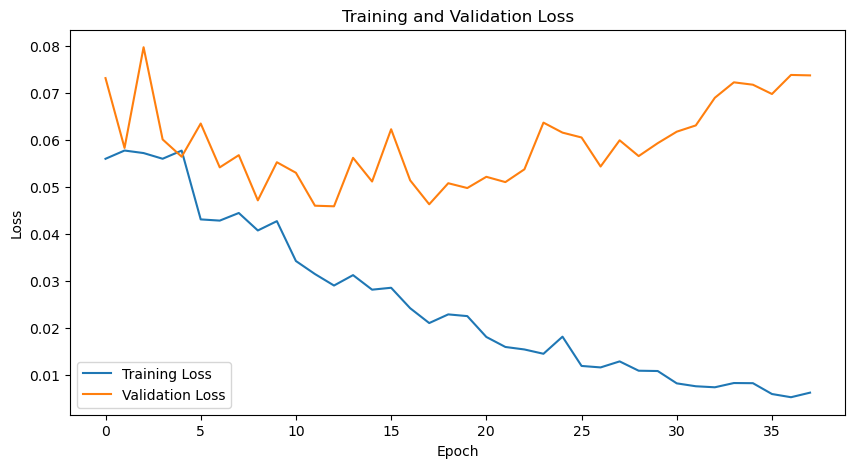 Training and Validation Loss
0.08
0.07
0.06
0.05
0.04
0.03
0.02
0.01
Loss
Training Loss
Validation Loss
0 5 10 15 20 25 30 35
Epoch